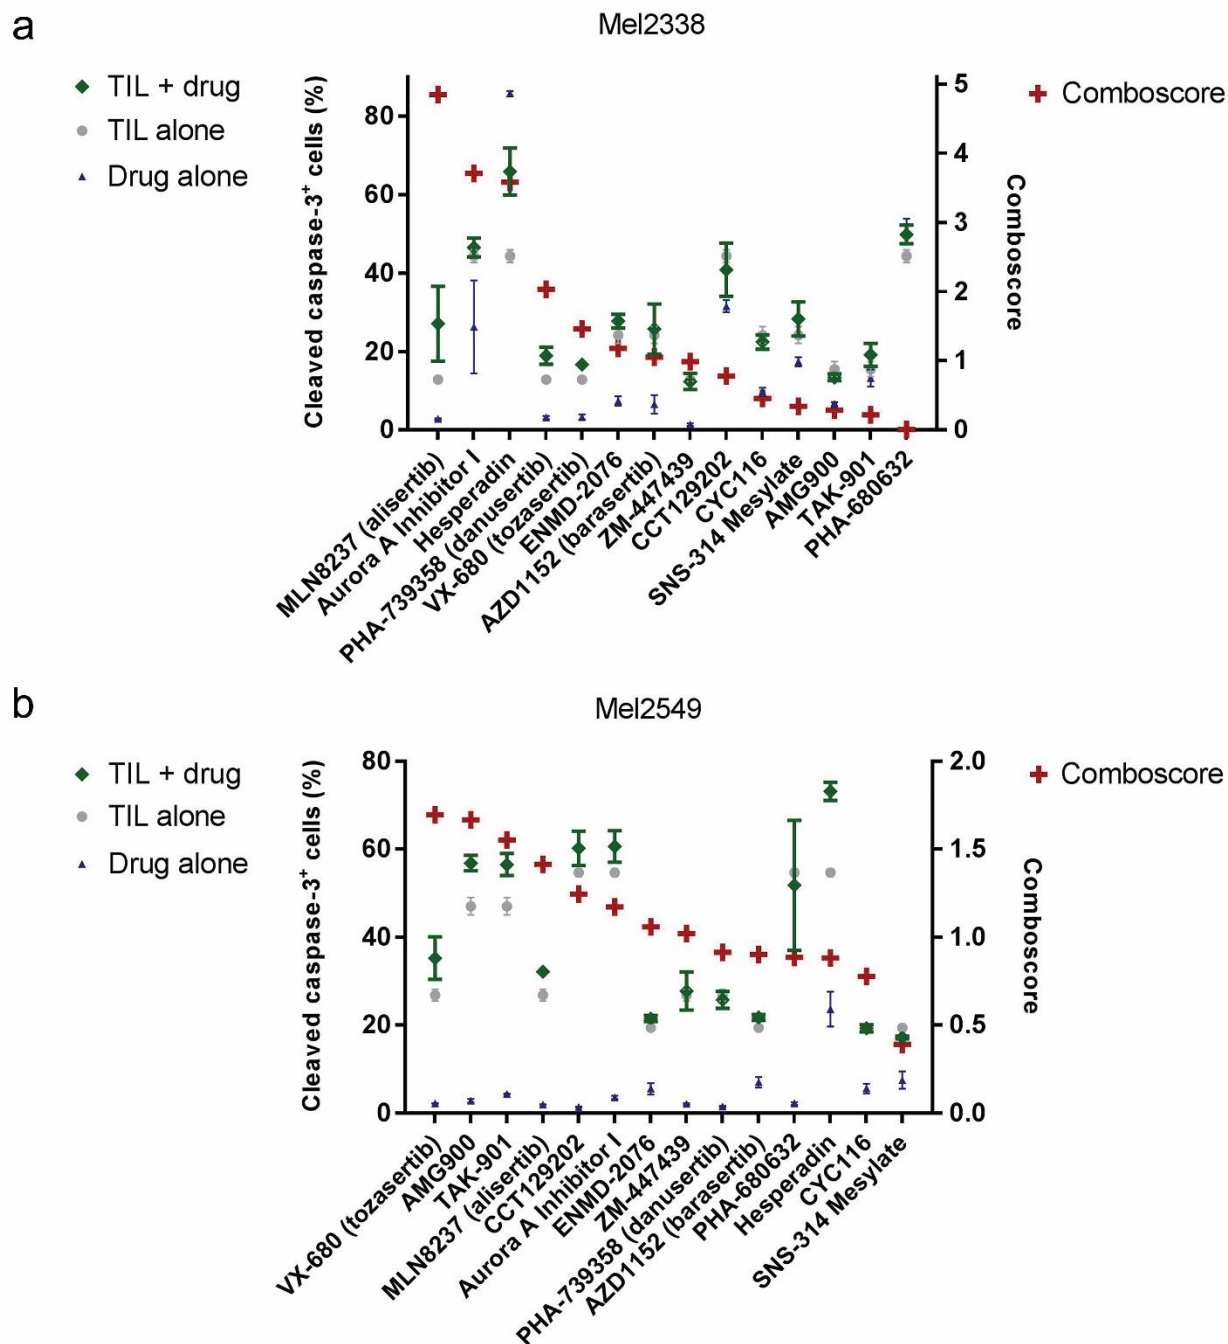 a
Mel2338
TIL + drug
TIL alone
Drug alone
Cleaved caspase-3+ cells (%)
80
60
40
20
0
5
4
3
2
1
0
Comboscore
Comboscore
MLN8237 (alisertib)
Aurora A Inhibitor I
Hesperadin
PHA-739358 (danusertib)
VX-680 (tozasertib)
ENMD-2076
AZD1152 (barasertib)
ZM-447439
CCT129202
CYC116
SNS-314 Mesylate
AMG900
TAK-901
PHA-680632
b
Mel2549
TIL + drug
TIL alone
Drug alone
Cleaved caspase-3+ cells (%)
80
60
40
20
0
2.0
1.5
1.0
0.5
0.0
Comboscore
Comboscore
VX-680 (tozasertib)
AMG900
TAK-901
MLN8237 (alisertib)
CCT129202
Aurora A Inhibitor I
ENMD-2076
ZM-447439
PHA-739358 (danusertib)
AZD1152 (barasertib)
PHA-680632
Hesperadin
CYC116
SNS-314 Mesylate